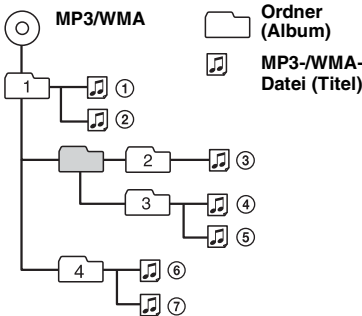 MP3/WMA
Ordner
(Album)
MP3-/WMA-
Datei (Titel)
1
①
②
2
③
3
④
⑤
4
⑥
⑦